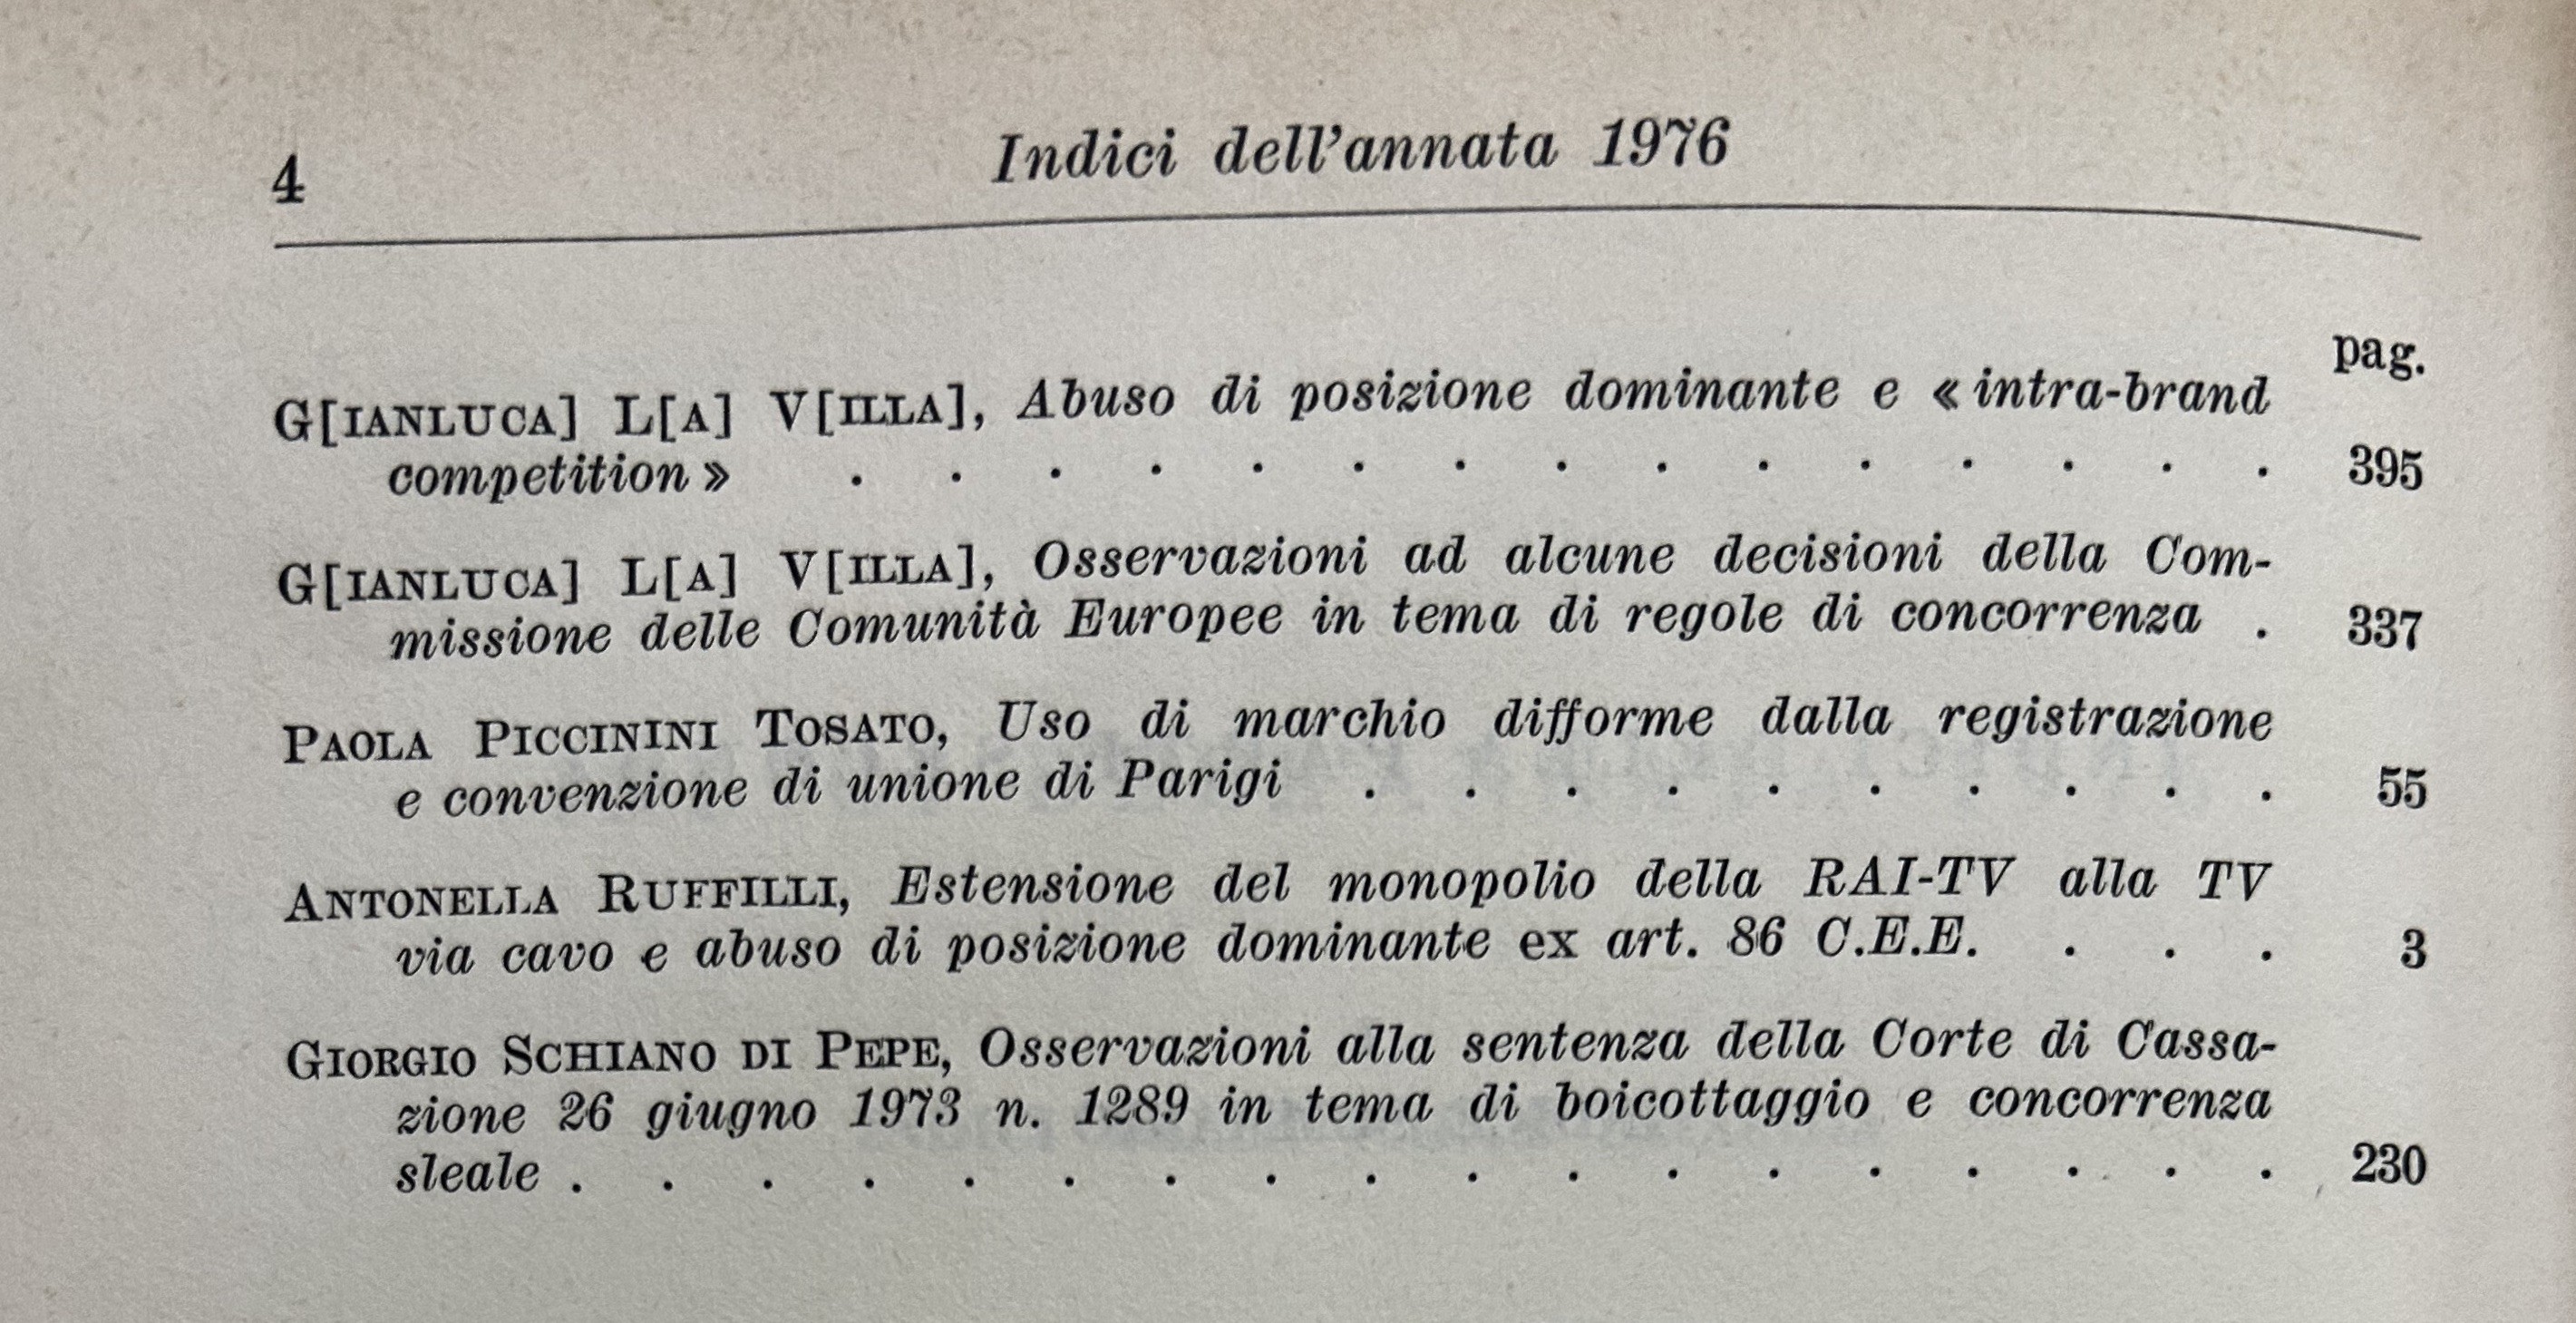 4 Indici dell'annata 1976
pag.
G[IANLUCA] L[A] V[ILLA], Abuso di posizione dominante e « intra-brand
competition » . . . . . . . . . . . . . . . 395
G[IANLUCA] L[A] V[ILLA], Osservazioni ad alcune decisioni della Com-
missione delle Comunità Europee in tema di regole di concorrenza . 337
PAOLA PICCININI TOSATO, Uso di marchio difforme dalla registrazione
e convenzione di unione di Parigi . . . . . . . . . . 55
ANTONELLA RUFFILLI, Estensione del monopolio della RAI-TV alla TV
via cavo e abuso di posizione dominante ex art. 86 C.E.E. . . . 3
GIORGIO SCHIANO DI PEPE, Osservazioni alla sentenza della Corte di Cassa-
zione 26 giugno 1973 n. 1289 in tema di boicottaggio e concorrenza
sleale . . . . . . . . . . . . . . . . . . 230